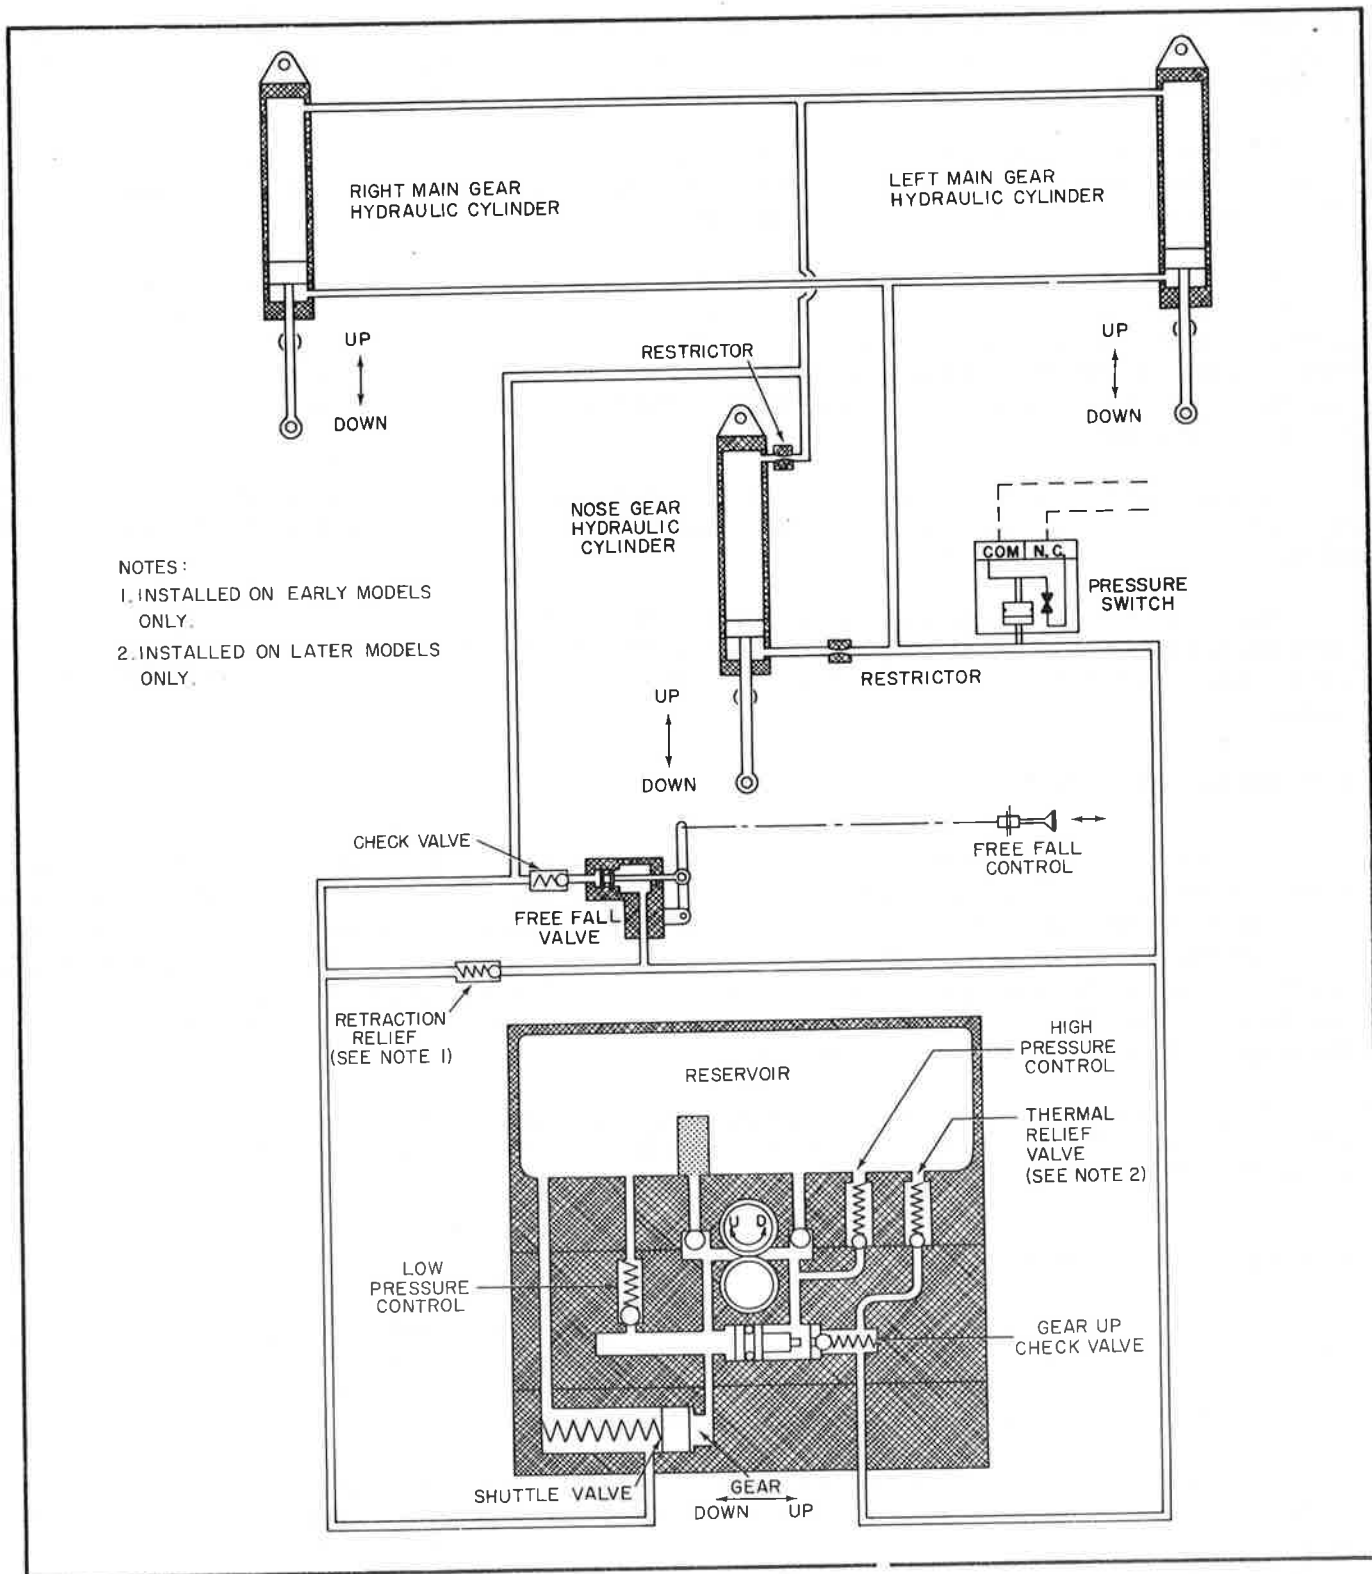 RIGHT MAIN GEAR
HYDRAULIC CYLINDER
LEFT MAIN GEAR
HYDRAULIC CYLINDER
UP
DOWN
RESTRICTOR
UP
DOWN
NOSE GEAR
HYDRAULIC
CYLINDER
COM N.C.
PRESSURE
SWITCH
NOTES:
1. INSTALLED ON EARLY MODELS
ONLY.
2. INSTALLED ON LATER MODELS
ONLY.
RESTRICTOR
UP
DOWN
CHECK VALVE
FREE FALL
CONTROL
FREE FALL
VALVE
RETRACTION
RELIEF
(SEE NOTE 1)
HIGH
PRESSURE
CONTROL
RESERVOIR
THERMAL
RELIEF
VALVE
(SEE NOTE 2)
U D
LOW
PRESSURE
CONTROL
GEAR UP
CHECK VALVE
SHUTTLE VALVE
GEAR
DOWN UP